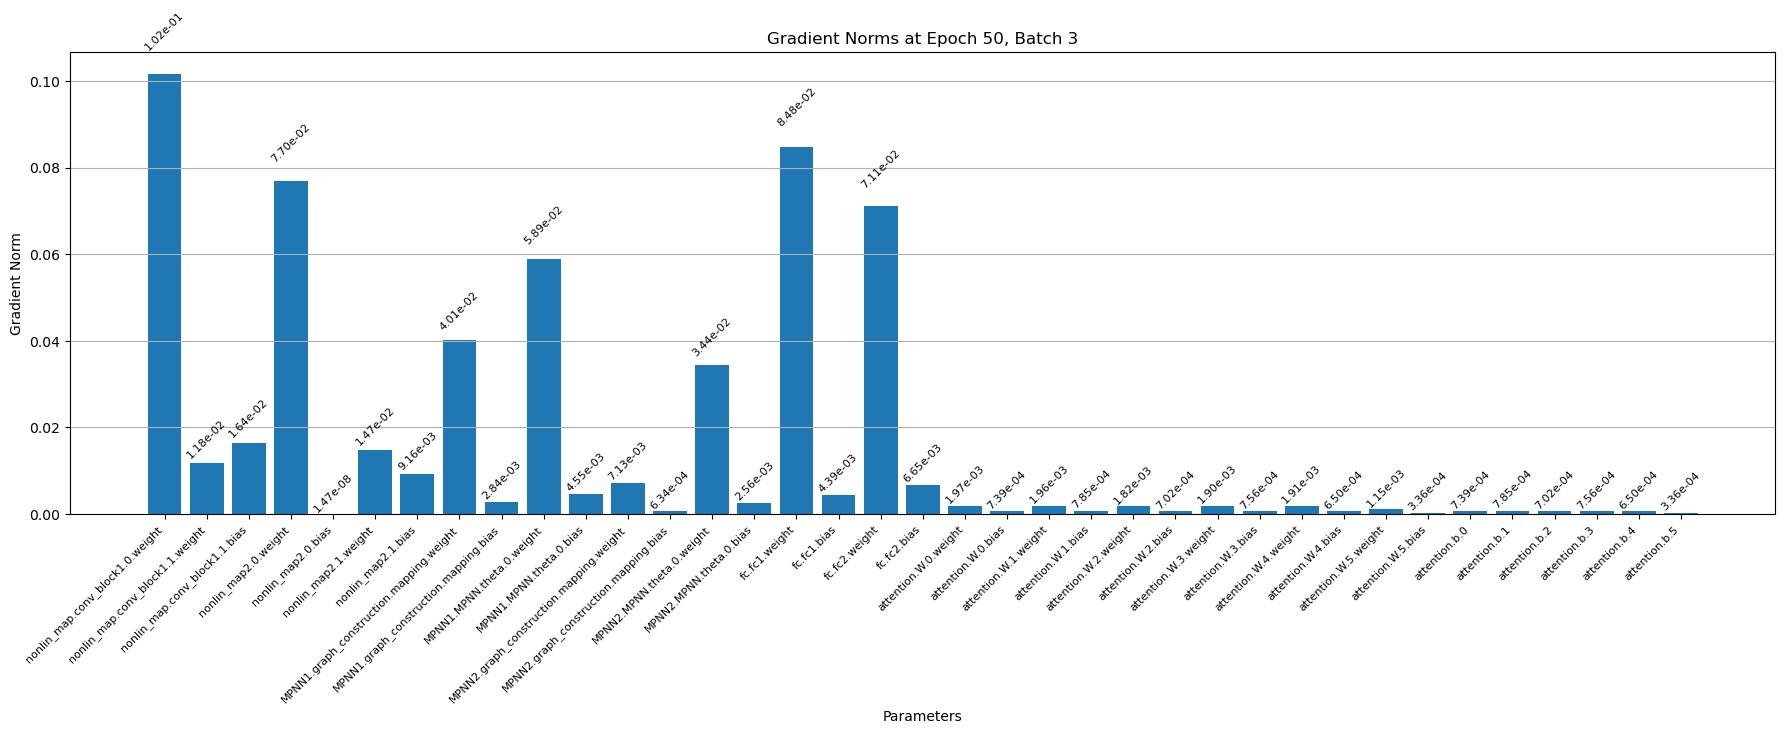 Gradient Norms at Epoch 50, Batch 3
Gradient Norm
0.10
0.08
0.06
0.04
0.02
0.00
1.02e-01
1.18e-02
1.64e-02
7.70e-02
1.47e-08
1.47e-02
9.16e-03
4.01e-02
2.84e-03
5.89e-02
4.55e-03
7.13e-03
6.34e-04
3.44e-02
2.56e-03
8.48e-02
4.39e-03
7.11e-02
6.65e-03
1.97e-03
7.39e-04
1.96e-03
7.85e-04
1.82e-03
7.02e-04
1.90e-03
7.56e-04
1.91e-03
6.50e-04
1.15e-03
3.36e-04
7.39e-04
7.85e-04
7.02e-04
7.56e-04
6.50e-04
3.36e-04
nonlin_map.conv_block1.0.weight
nonlin_map.conv_block1.1.weight
nonlin_map.conv_block1.1.bias
nonlin_map2.0.weight
nonlin_map2.0.bias
nonlin_map2.1.weight
nonlin_map2.1.bias
MPNN1.graph_construction.mapping.weight
MPNN1.graph_construction.mapping.bias
MPNN1.MPNN.theta.0.weight
MPNN1.MPNN.theta.0.bias
MPNN2.graph_construction.mapping.weight
MPNN2.graph_construction.mapping.bias
MPNN2.MPNN.theta.0.weight
MPNN2.MPNN.theta.0.bias
fc.fc1.weight
fc.fc1.bias
fc.fc2.weight
fc.fc2.bias
attention.W.0.weight
attention.W.0.bias
attention.W.1.weight
attention.W.1.bias
attention.W.2.weight
attention.W.2.bias
attention.W.3.weight
attention.W.3.bias
attention.W.4.weight
attention.W.4.bias
attention.W.5.weight
attention.W.5.bias
attention.b.0
attention.b.1
attention.b.2
attention.b.3
attention.b.4
attention.b.5
Parameters